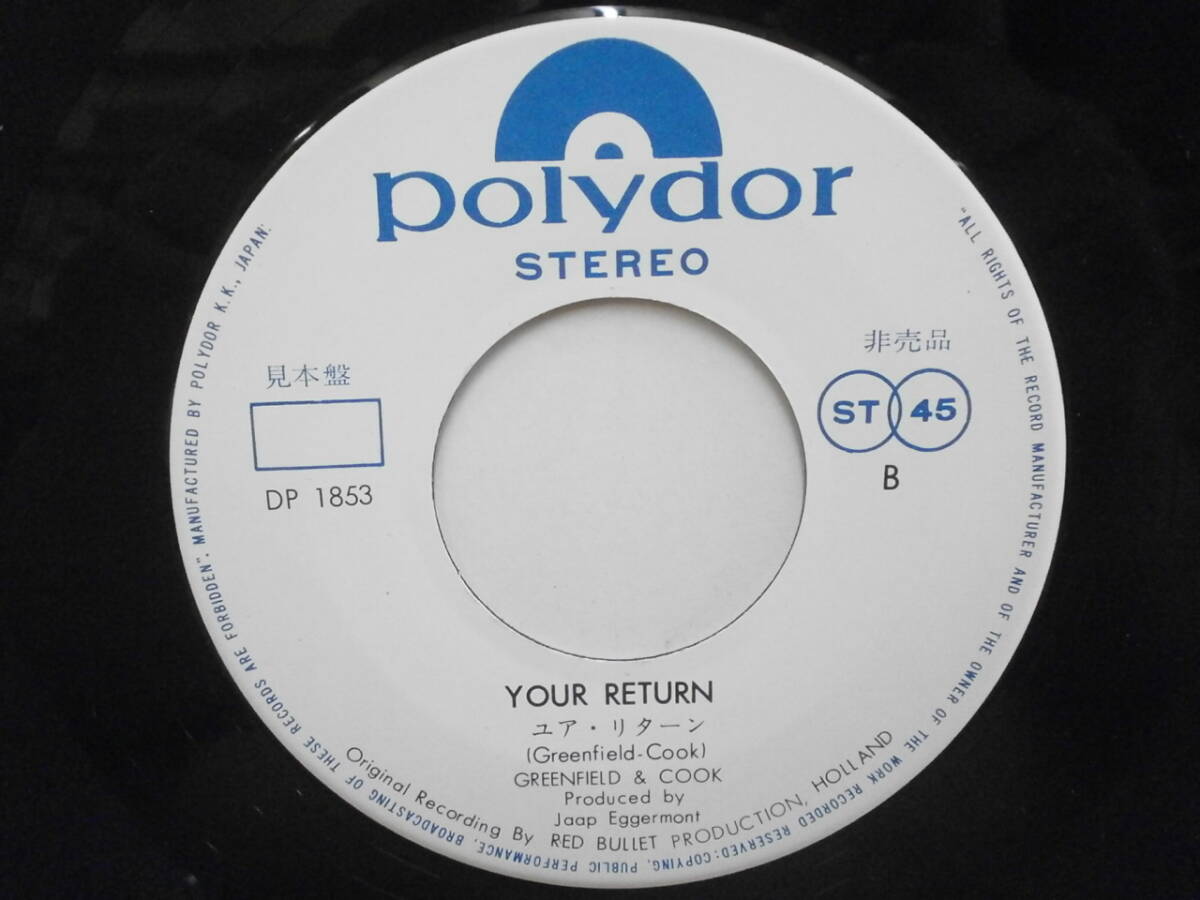 polydor
STEREO
見本盤
非売品
ST 45
DP 1853
B
YOUR RETURN
ユア・リターン
(Greenfield-Cook)
GREENFIELD & COOK
Produced by
Jaap Eggermont
Original Recording By RED BULLET PRODUCTION, HOLLAND
"ALL RIGHTS OF THE RECORD MANUFACTURER AND OF THE OWNER OF THE WORK RECORDED RESERVED: COPYING, PUBLIC PERFORMANCE, BROADCASTING OF THESE RECORDS ARE FORBIDDEN". MANUFACTURED BY POLYDOR K.K., JAPAN.